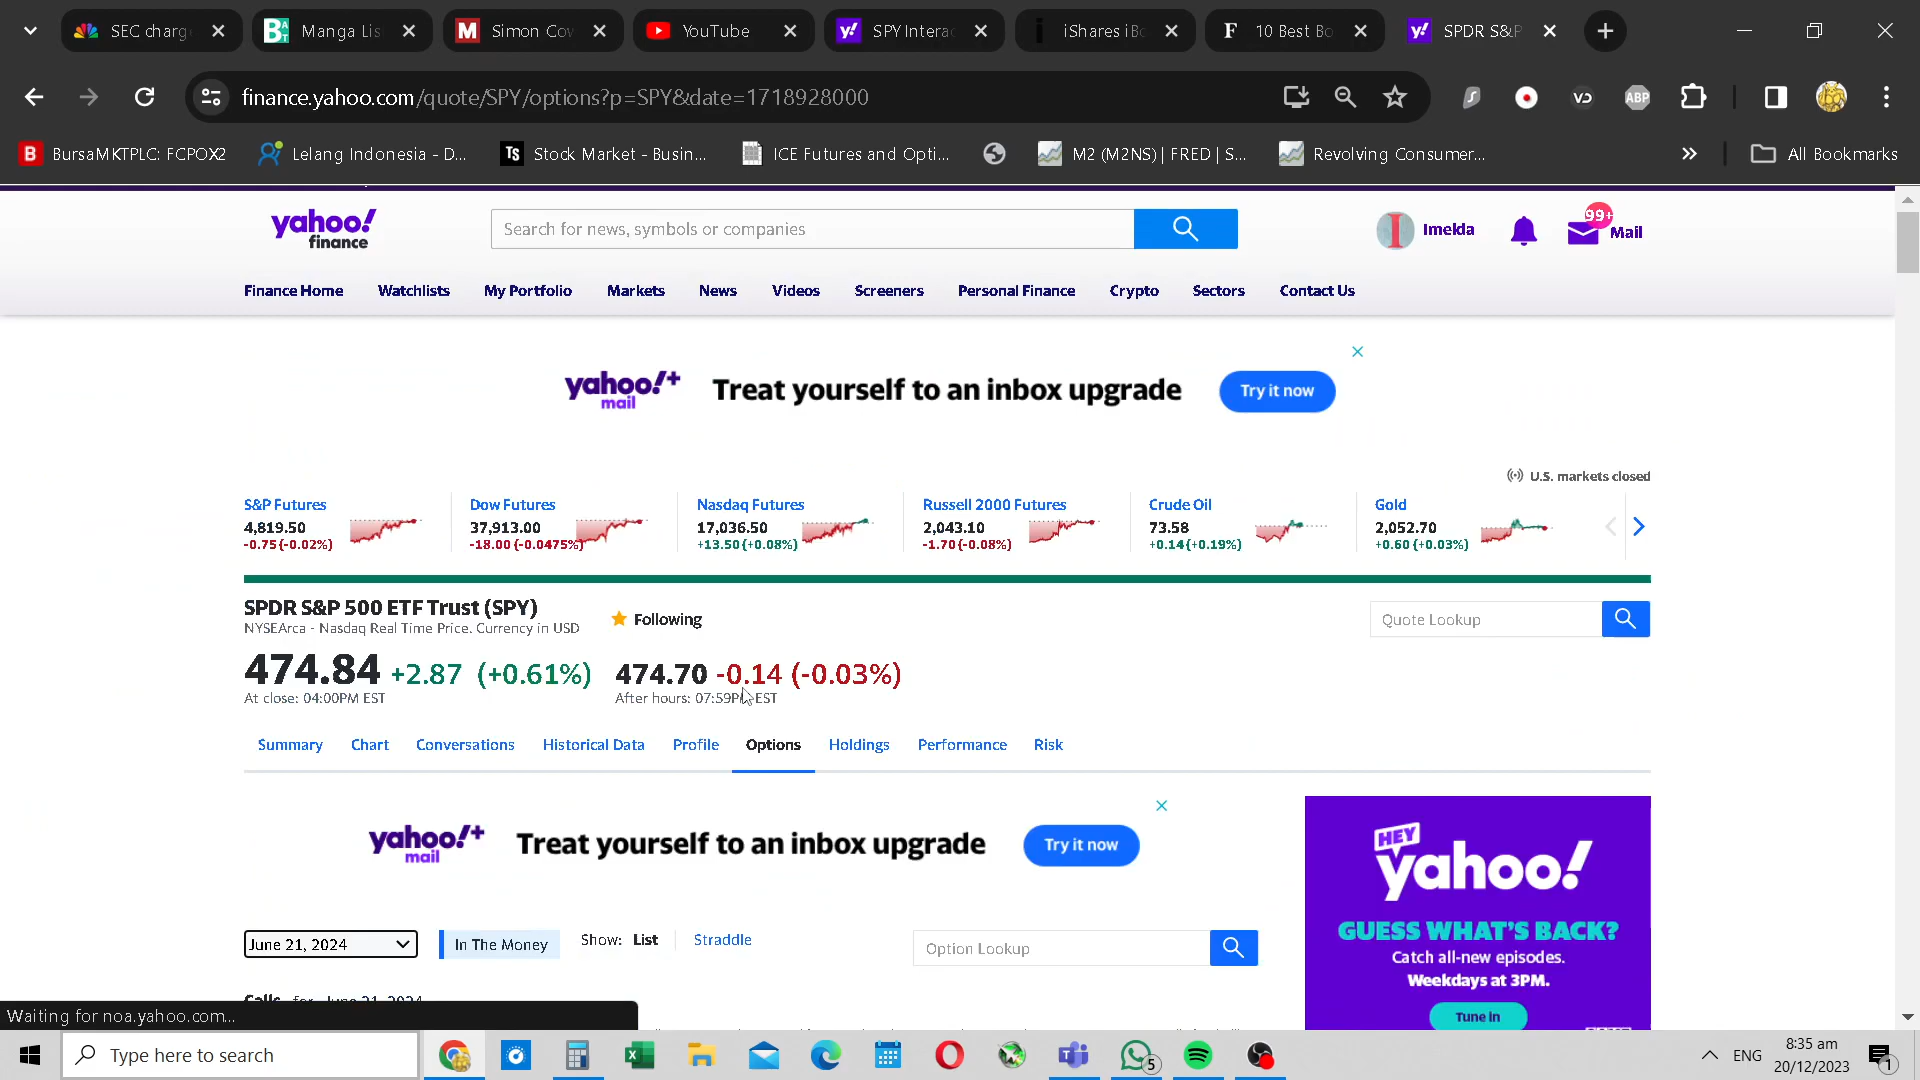 SEC charg
Manga Lis
Simon Cow
YouTube
SPY Intera
iShares iBo
10 Best Bo
SPDR S&P
finance.yahoo.com/quote/SPY/options?p=SPY&date=1718928000
ABP
BursaMKTPLC: FCPOX2
Lelang Indonesia - D...
Ts
Stock Market - Busin...
ICE Futures and Opti...
M2 (M2NS) | FRED | S...
Revolving Consumer...
All Bookmarks
yahoo!
finance
Search for news, symbols or companies
Imelda
99+
Mail
Finance Home
Watchlists
My Portfolio
Markets
News
Videos
Screeners
Personal Finance
Crypto
Sectors
Contact Us
yahoo!+
mail
Treat yourself to an inbox upgrade
Try it now
U.S. markets closed
S&P Futures
4,819.50
-0.75 (-0.02%)
Dow Futures
37,913.00
-18.00 (-0.0475%)
Nasdaq Futures
17,036.50
+13.50 (+0.08%)
Russell 2000 Futures
2,043.10
-1.70 (-0.08%)
Crude Oil
73.58
+0.14 (+0.19%)
Gold
2,052.70
+0.60 (+0.03%)
SPDR S&P 500 ETF Trust (SPY)
NYSEArca - Nasdaq Real Time Price. Currency in USD
Following
Quote Lookup
474.84 +2.87 (+0.61%)
At close: 04:00PM EST
474.70 -0.14 (-0.03%)
After hours: 07:59PM EST
Summary
Chart
Conversations
Historical Data
Profile
Options
Holdings
Performance
Risk
yahoo!+
mail
Treat yourself to an inbox upgrade
Try it now
HEY
yahoo!
GUESS WHAT'S BACK?
Catch all-new episodes.
Weekdays at 3PM.
Tune in
June 21, 2024
In The Money
Show: List
Straddle
Option Lookup
Calls for June 21, 2024
Waiting for noa.yahoo.com...
Type here to search
5
ENG
8:35 am
20/12/2023
1